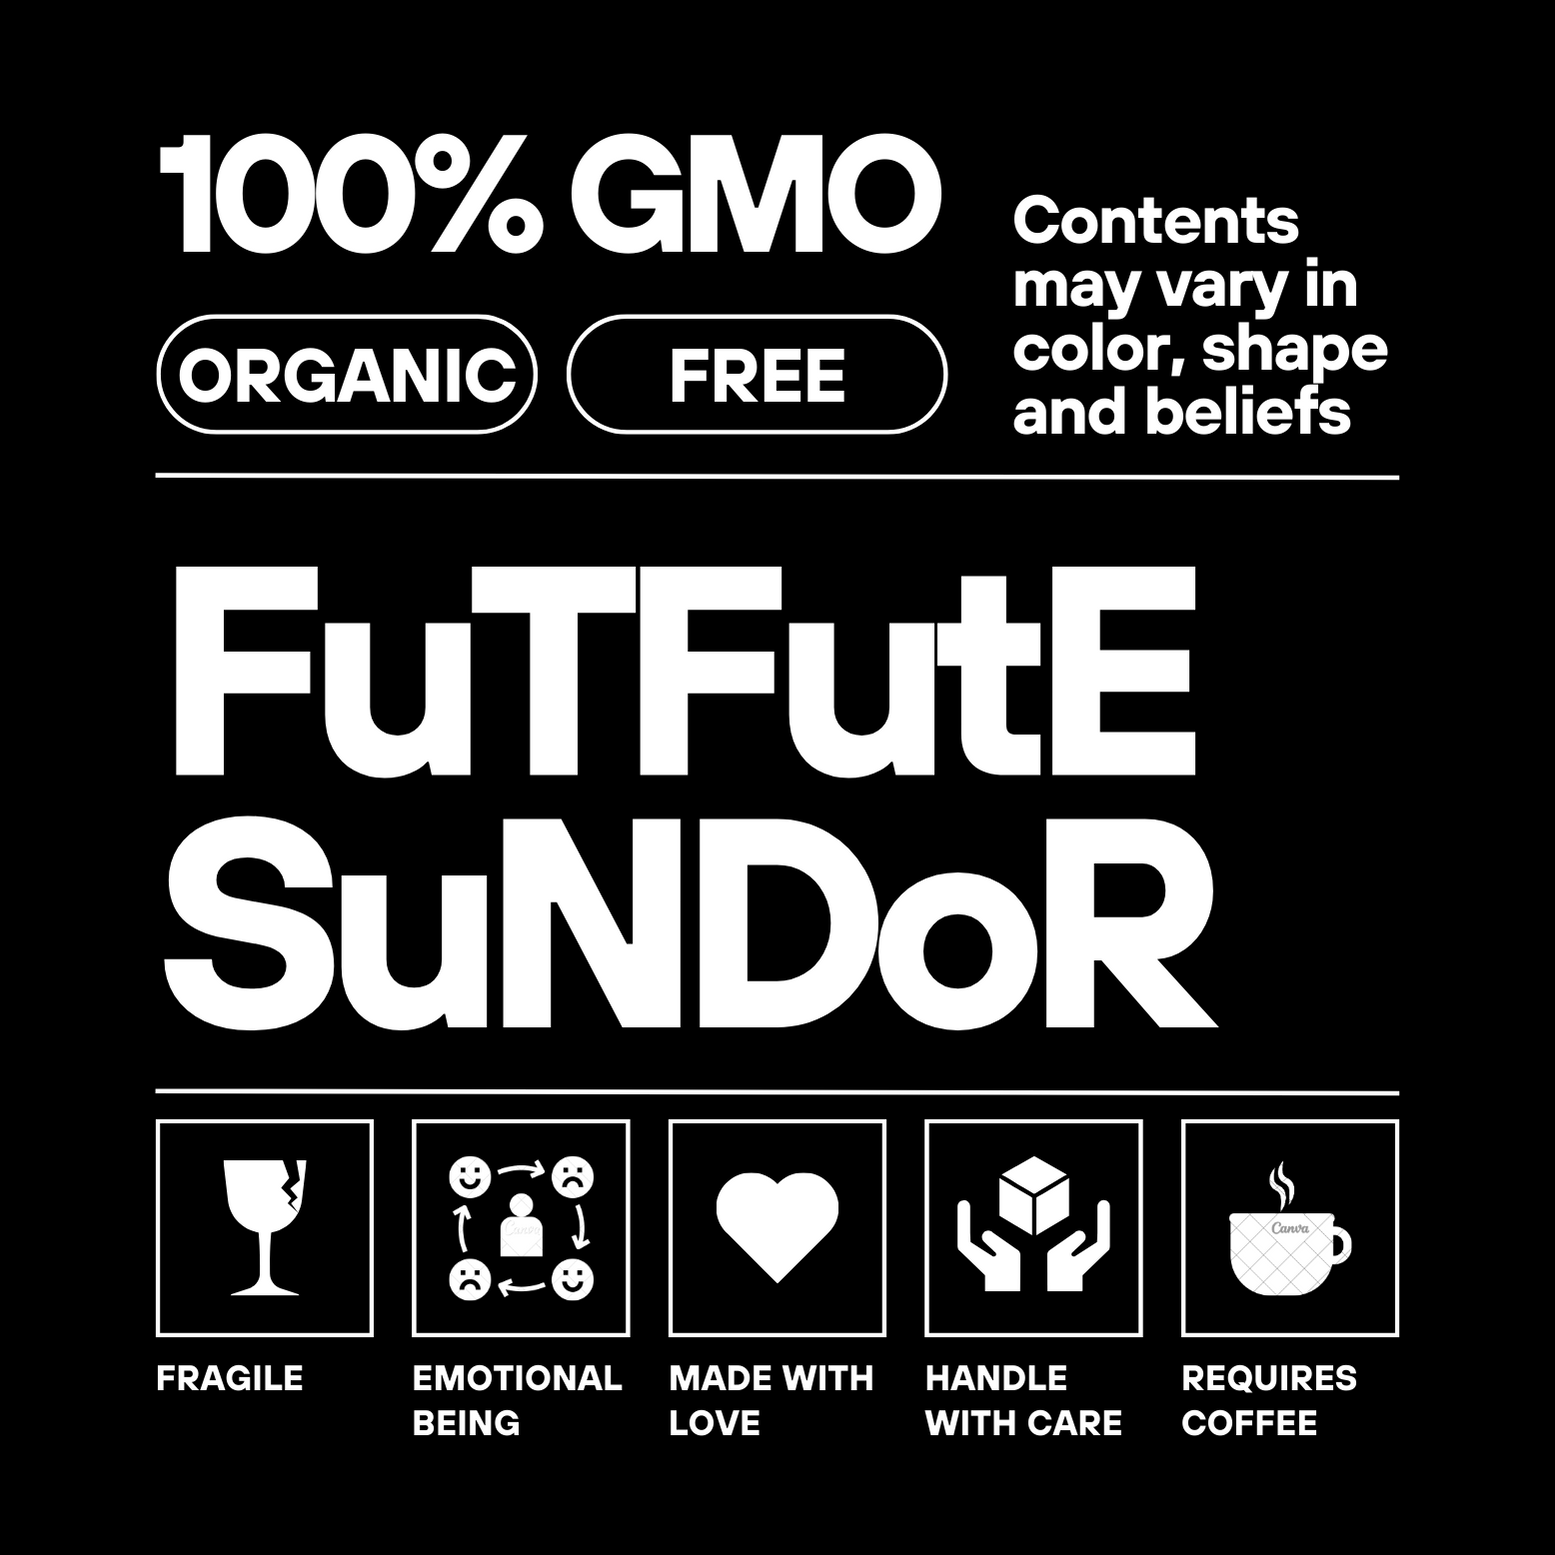 100% GMO
ORGANIC
FREE
Contents
may vary in
color, shape
and beliefs
FuTFutE
SuNDoR
Canva
FRAGILE
EMOTIONAL
BEING
MADE WITH
LOVE
HANDLE
WITH CARE
REQUIRES
COFFEE